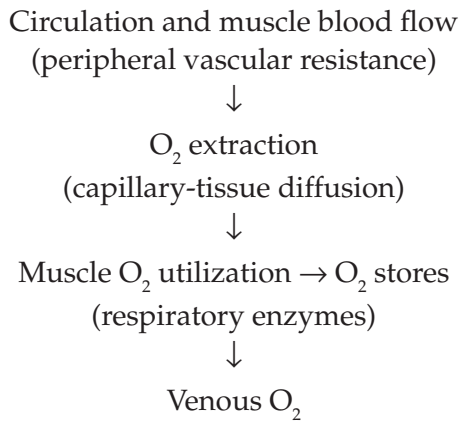 Circulation and muscle blood flow
(peripheral vascular resistance)
↓
O₂ extraction
(capillary-tissue diffusion)
↓
Muscle O₂ utilization → O₂ stores
(respiratory enzymes)
↓
Venous O₂